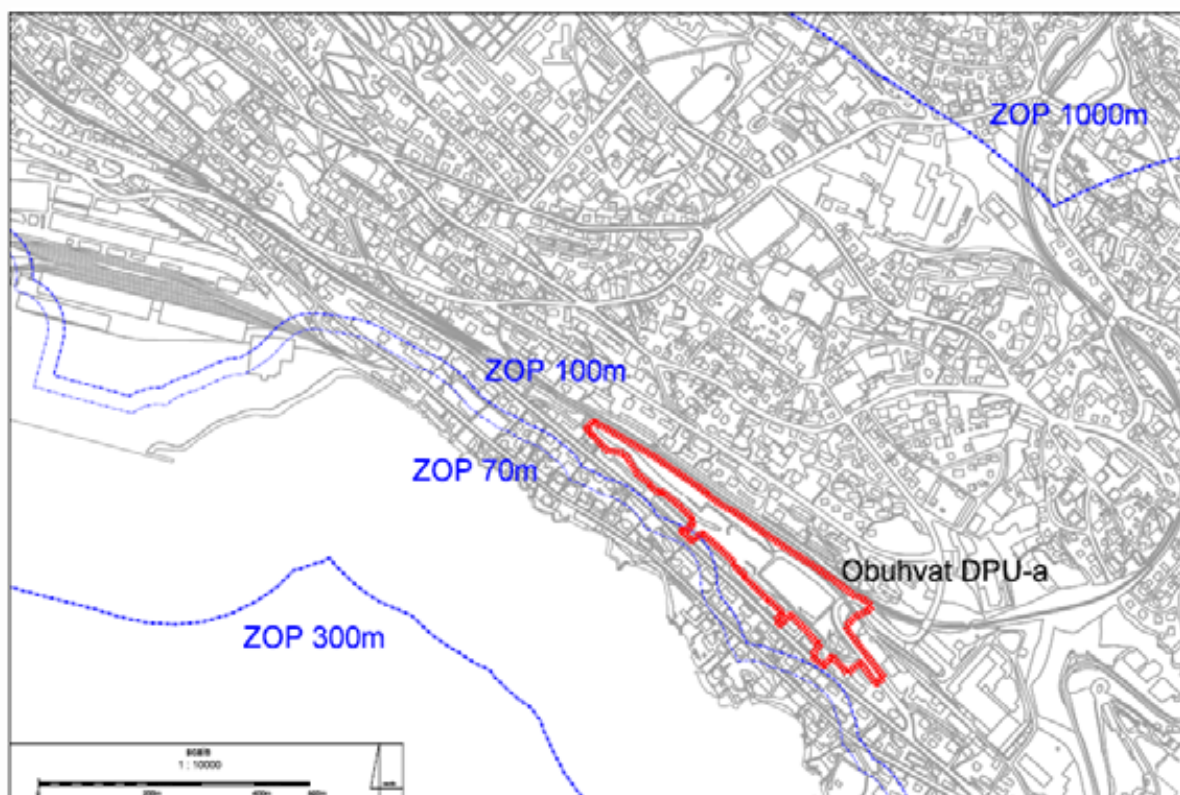 ZOP 1000m
ZOP 100m
ZOP 70m
Obuhvat DPU-a
ZOP 300m
1 : 10000